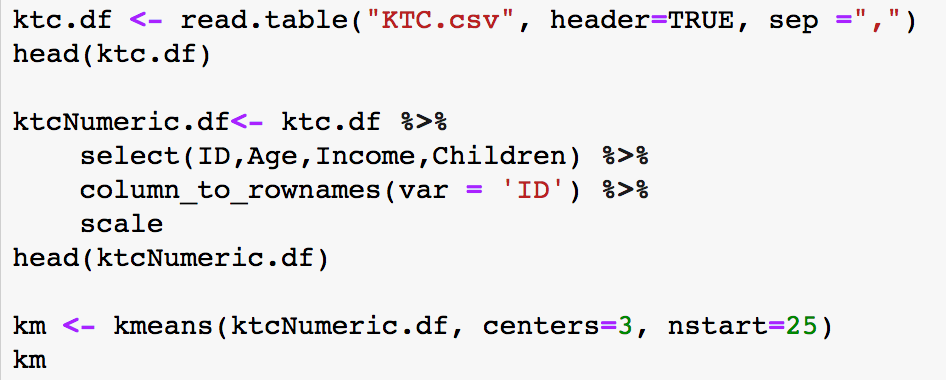 ktc.df <- read.table("KTC.csv", header=TRUE, sep =",")
head(ktc.df)
ktcNumeric.df<- ktc.df %>%
select(ID,Age,Income,Children) %>%
column_to_rownames(var = 'ID') %>%
scale
head(ktcNumeric.df)
km <- kmeans(ktcNumeric.df, centers=3, nstart=25)
km